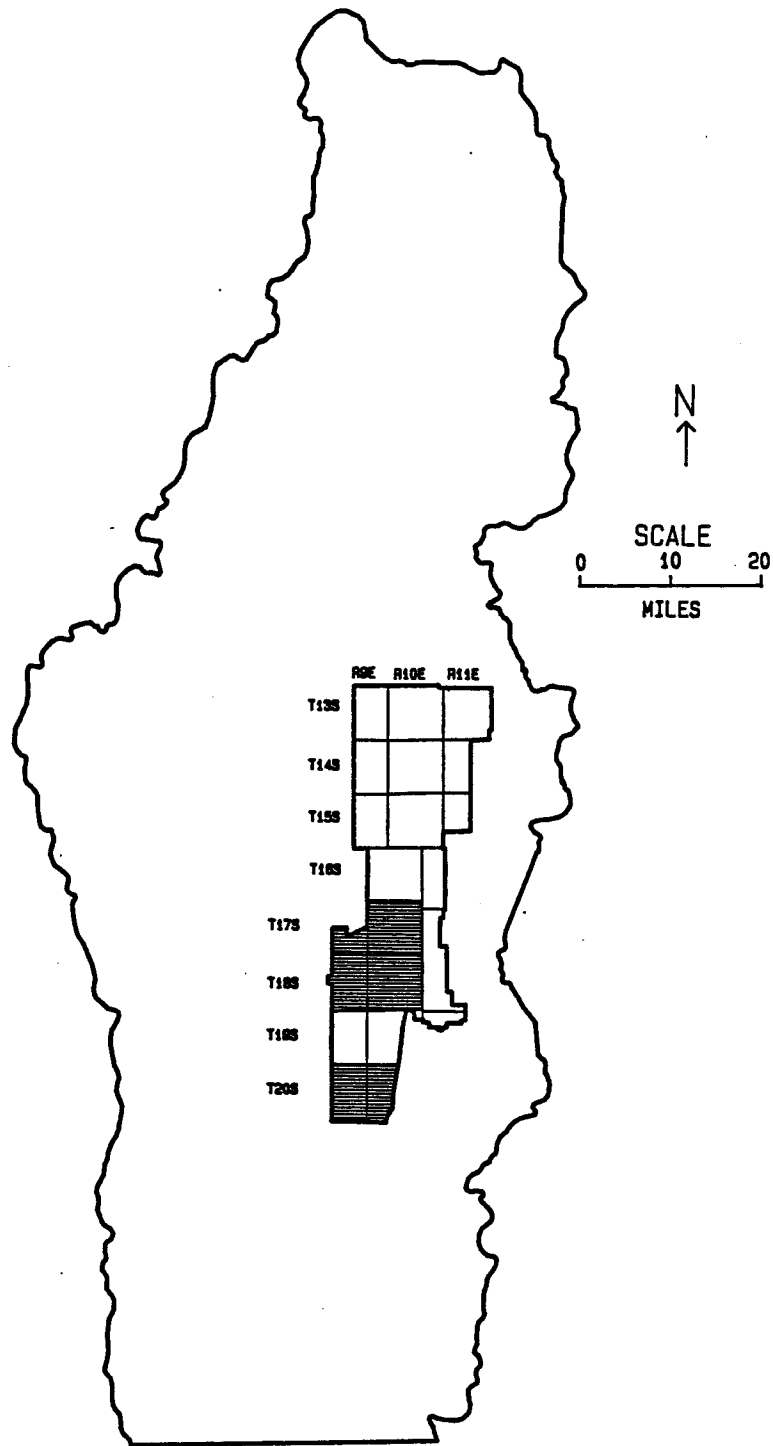 N
SCALE
0 10 20
MILES
R9E R10E R11E
T13S
T14S
T15S
T16S
T17S
T18S
T19S
T20S